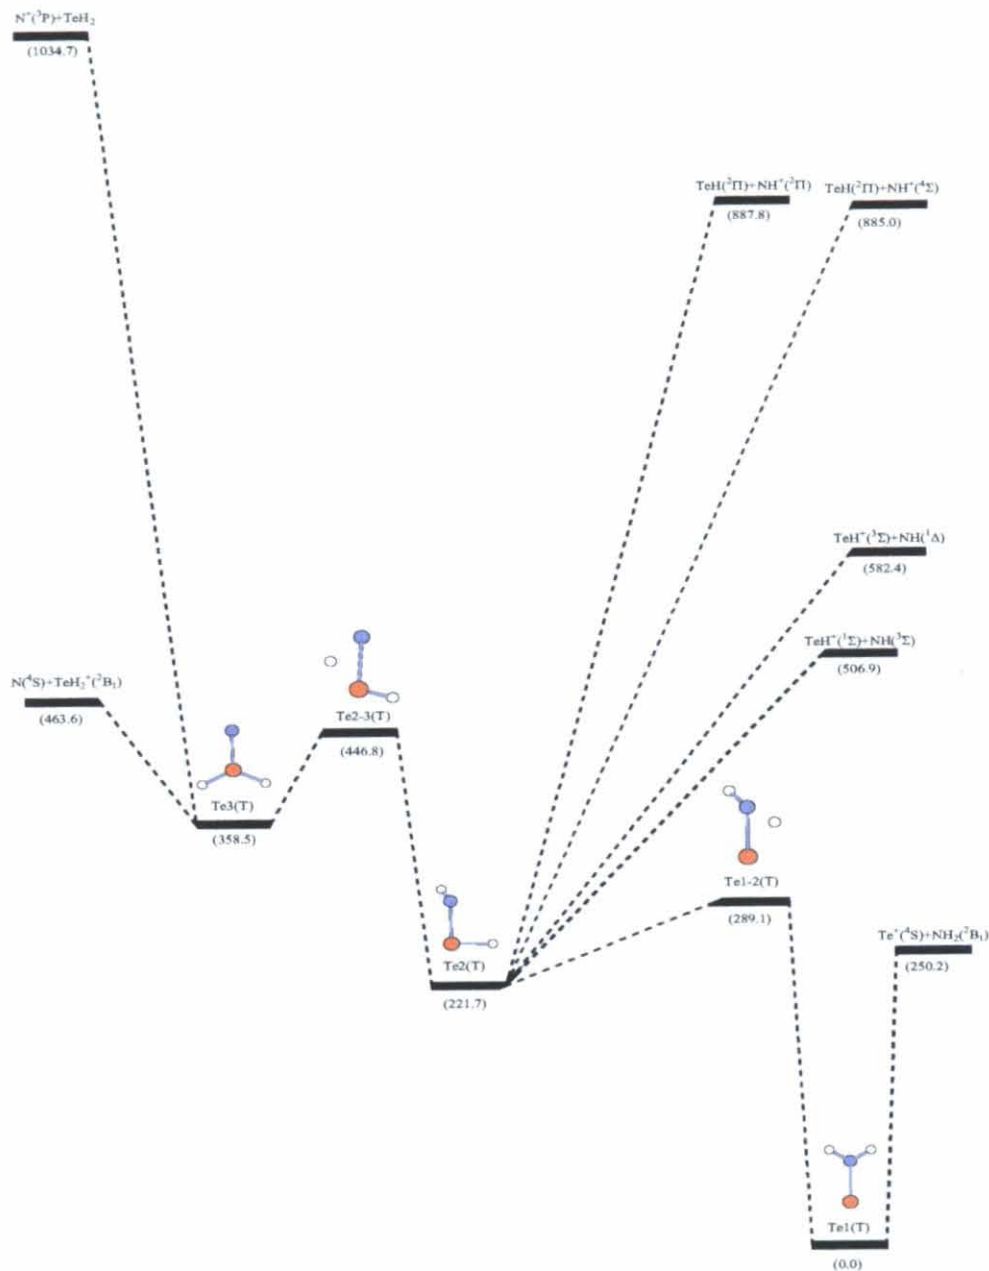 N⁺(³P)+TeH₂
(1034.7)
TeH(²Π)+NH⁺(²Π)
(887.8)
TeH(²Π)+NH⁺(⁴Σ)
(885.0)
TeH⁺(³Σ)+NH(¹Δ)
(582.4)
TeH⁺(¹Σ)+NH(³Σ)
(506.9)
N(⁴S)+TeH₂⁺(²B₁)
(463.6)
Te2-3(T)
(446.8)
Te3(T)
(358.5)
Te1-2(T)
(289.1)
Te⁺(⁴S)+NH₂(²B₁)
(250.2)
Te2(T)
(221.7)
Te1(T)
(0.0)